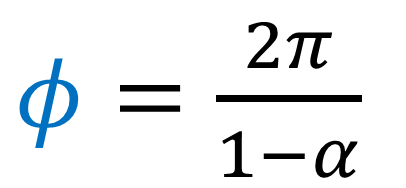 ϕ = 2π / 1−α